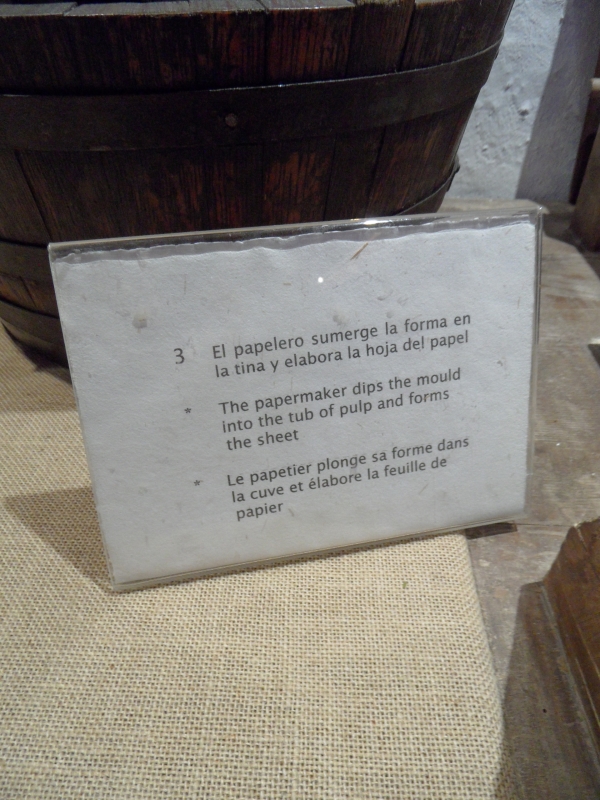 3 El papelero sumerge la forma en
la tina y elabora la hoja del papel
* The papermaker dips the mould
into the tub of pulp and forms
the sheet
* Le papetier plonge sa forme dans
la cuve et élabore la feuille de
papier